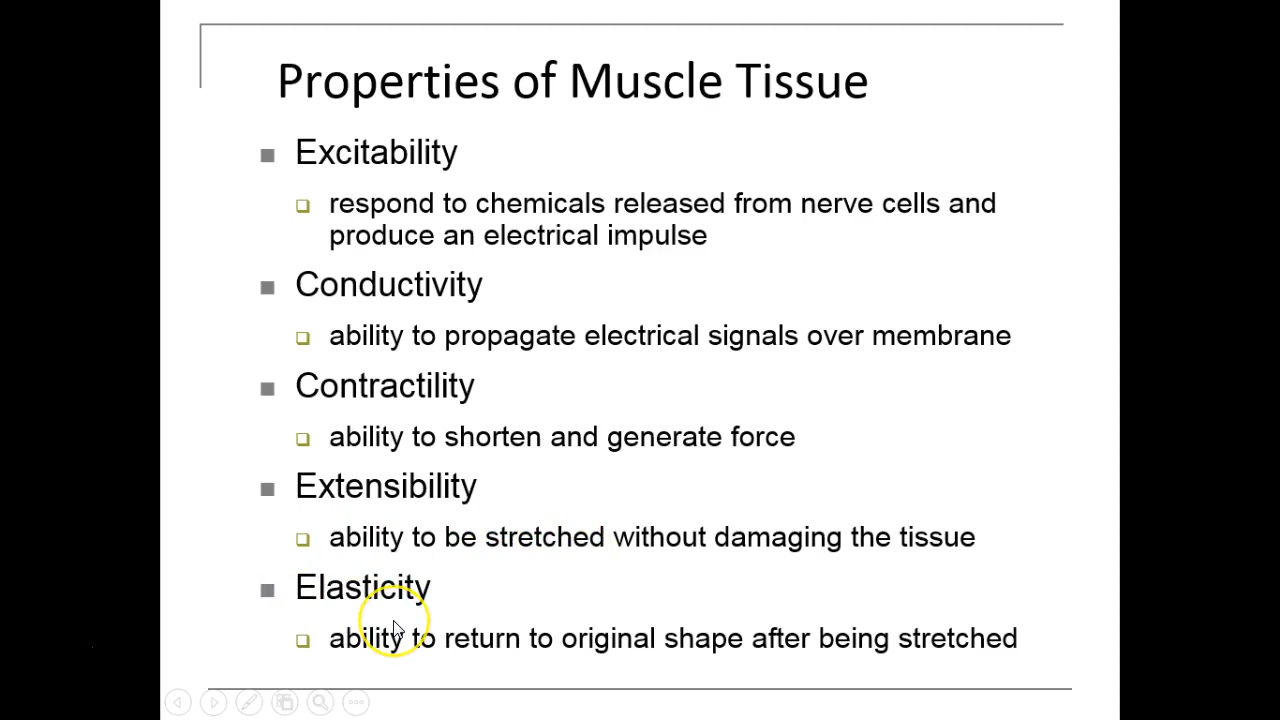 Properties of Muscle Tissue
Excitability
respond to chemicals released from nerve cells and
produce an electrical impulse
Conductivity
ability to propagate electrical signals over membrane
Contractility
ability to shorten and generate force
Extensibility
ability to be stretched without damaging the tissue
Elasticity
ability to return to original shape after being stretched